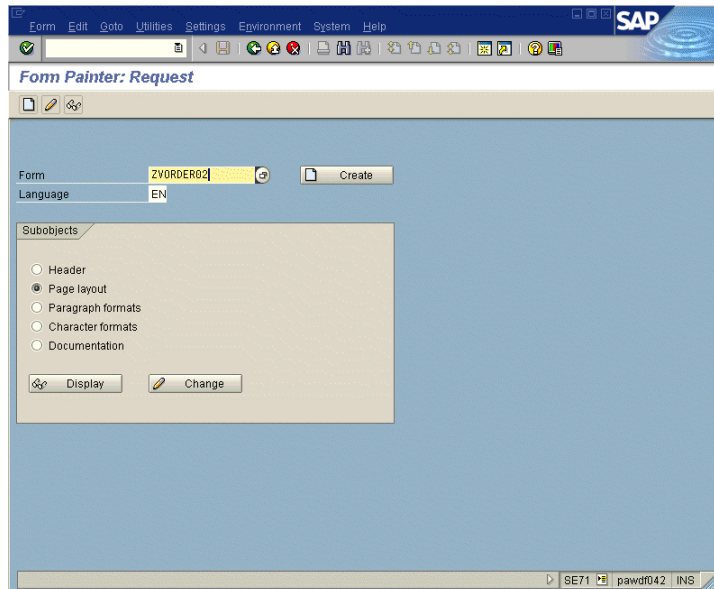 Form Edit Goto Utilities Settings Environment System Help
SAP
Form Painter: Request
Form ZVORDER02 Create
Language EN
Subobjects
Header
Page layout
Paragraph formats
Character formats
Documentation
Display Change
SE71 pawdf042 INS